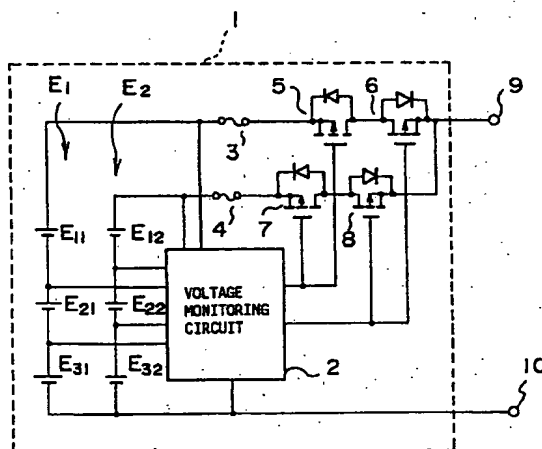 1
E1
E2
5
6
9
3
4
7
8
E11
E12
VOLTAGE
MONITORING
CIRCUIT
E21
E22
E31
E32
2
10